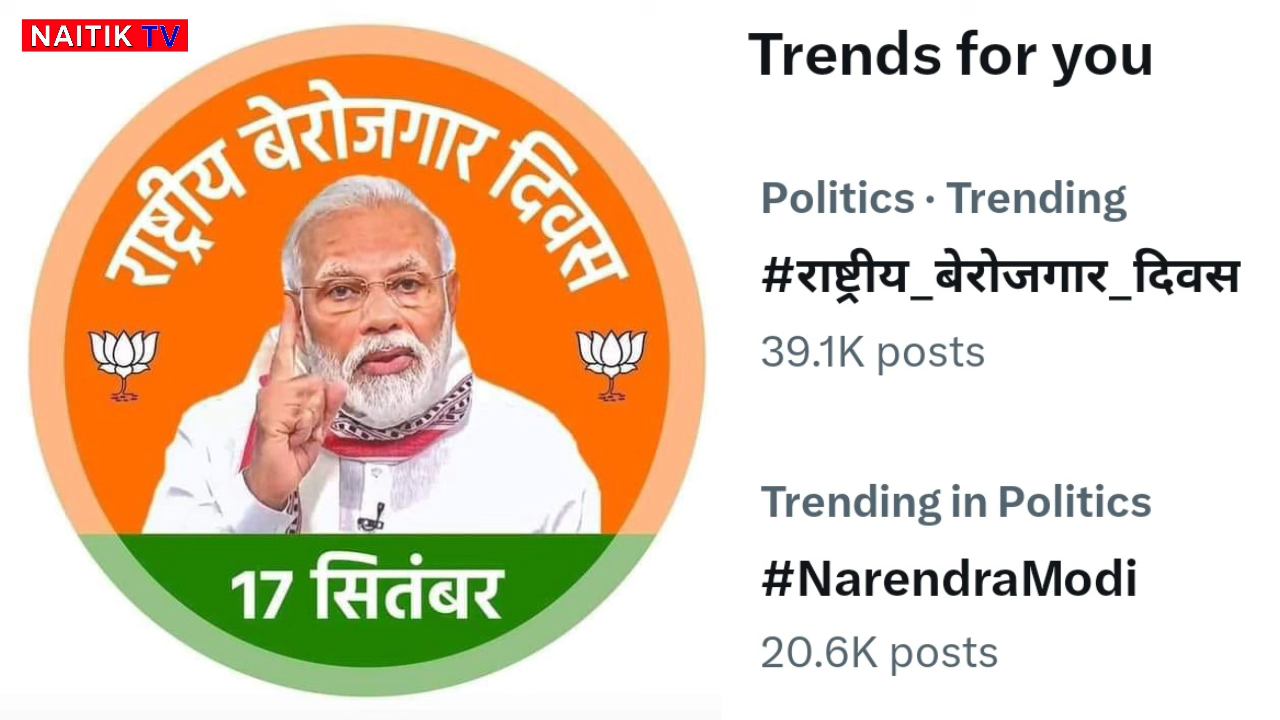 NAITIK TV
राष्ट्रीय बेरोजगार दिवस
17 सितंबर
Trends for you
Politics · Trending
#राष्ट्रीय_बेरोजगार_दिवस
39.1K posts
Trending in Politics
#NarendraModi
20.6K posts